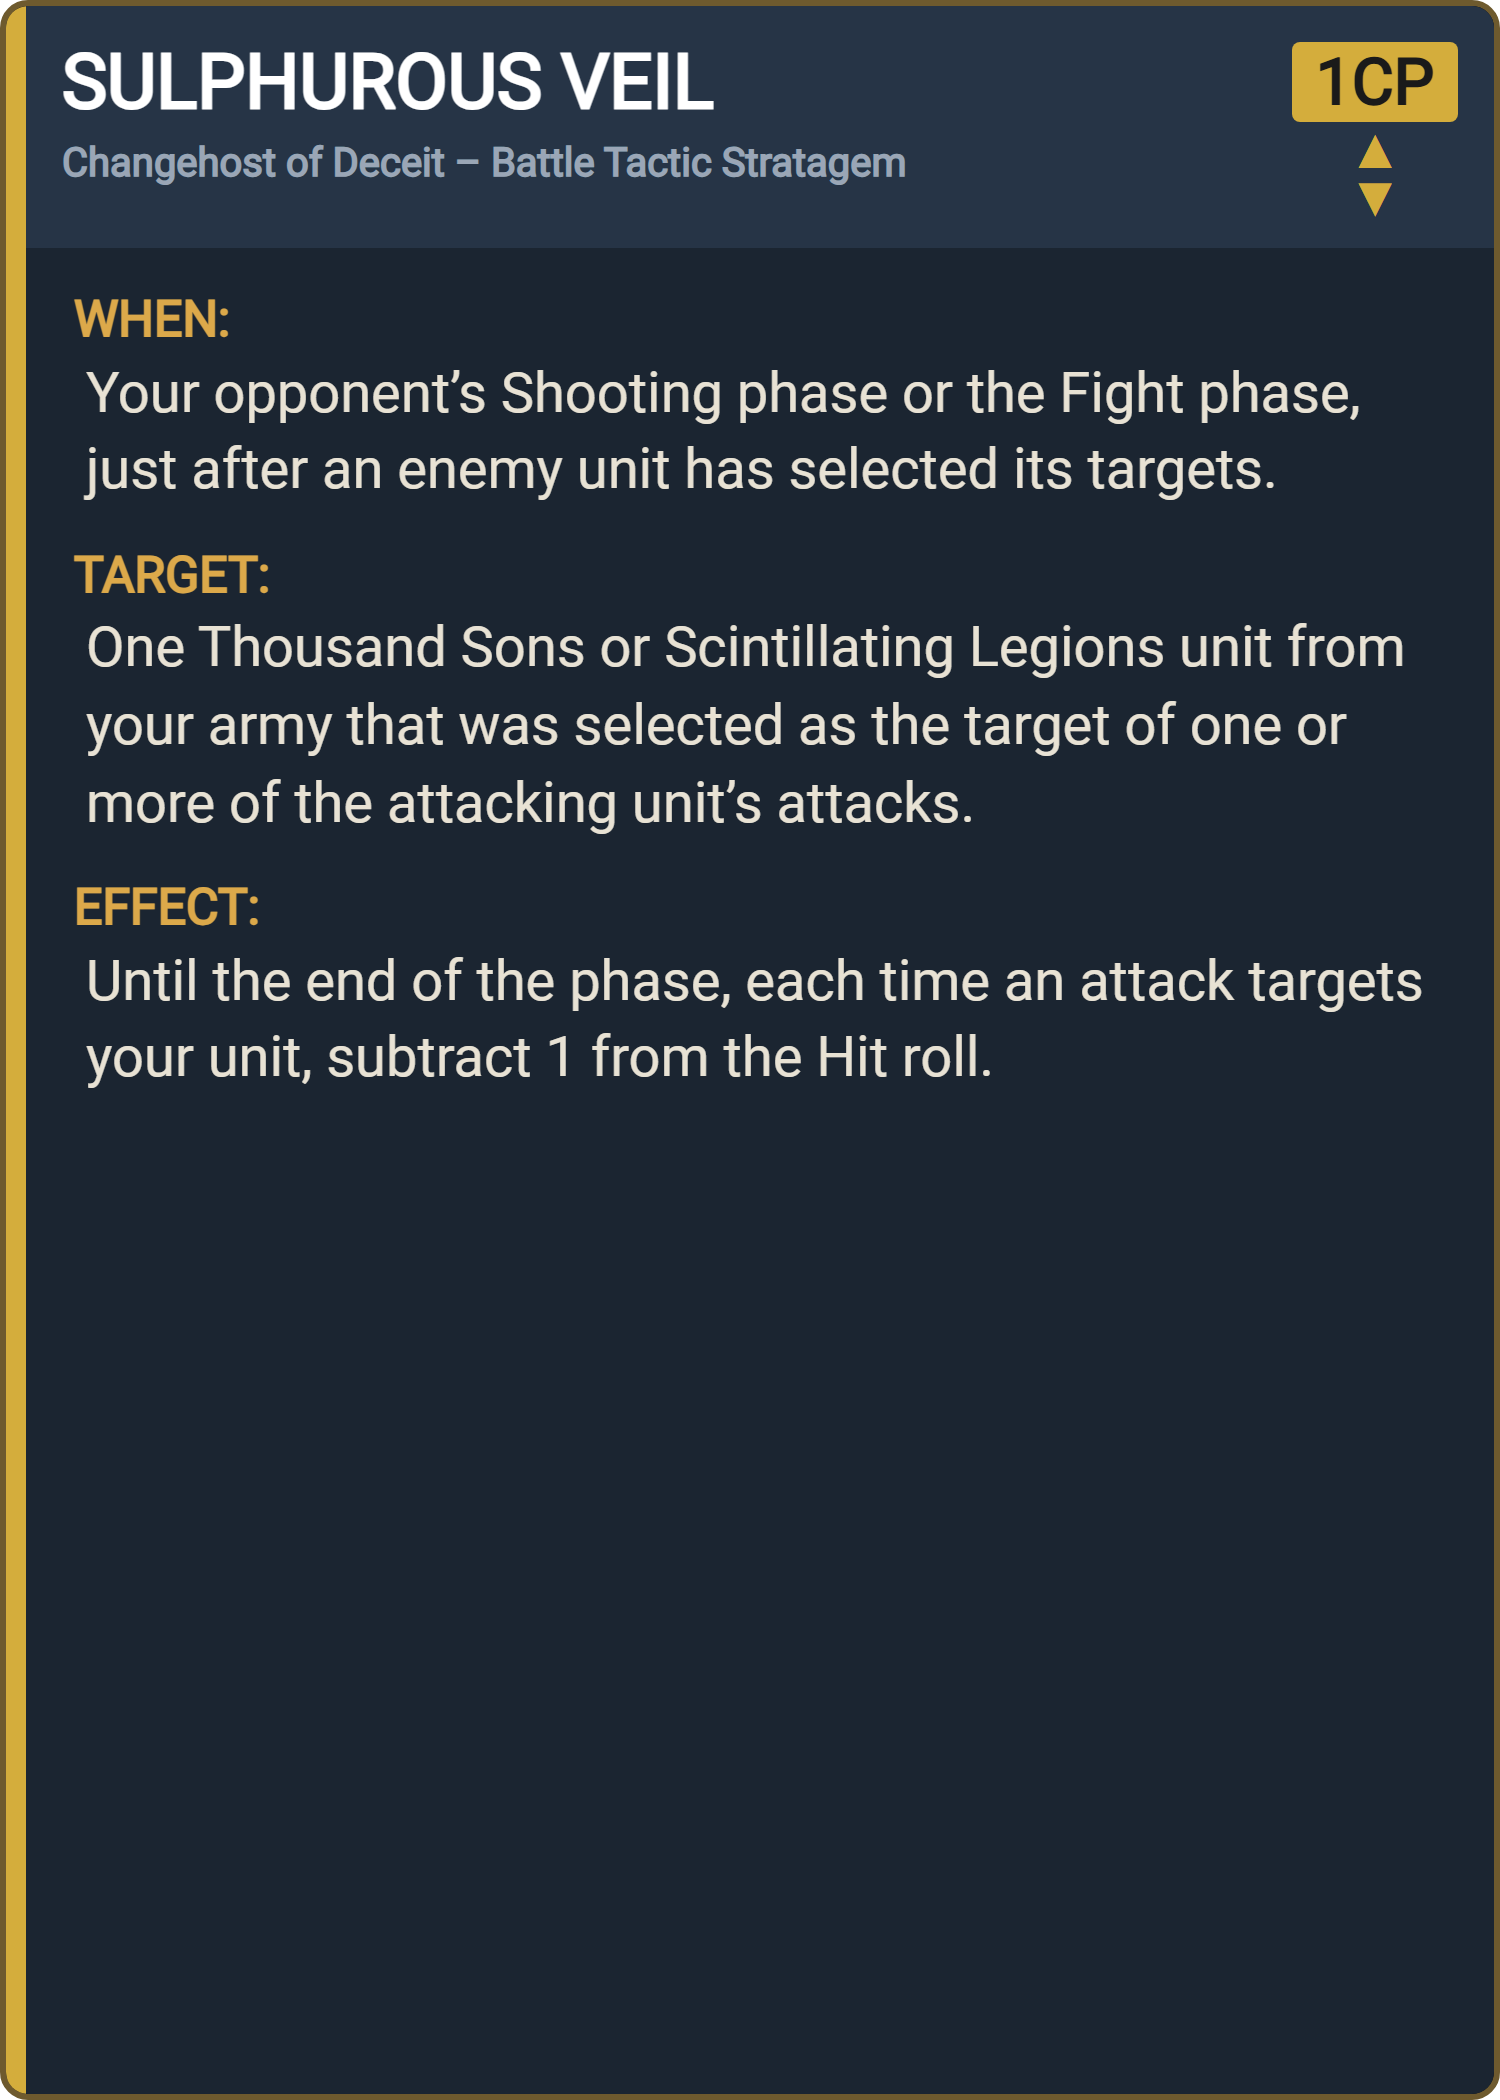 SULPHUROUS VEIL
1CP
Changehost of Deceit – Battle Tactic Stratagem
▲
▼
WHEN:
Your opponent’s Shooting phase or the Fight phase,
just after an enemy unit has selected its targets.
TARGET:
One Thousand Sons or Scintillating Legions unit from
your army that was selected as the target of one or
more of the attacking unit’s attacks.
EFFECT:
Until the end of the phase, each time an attack targets
your unit, subtract 1 from the Hit roll.